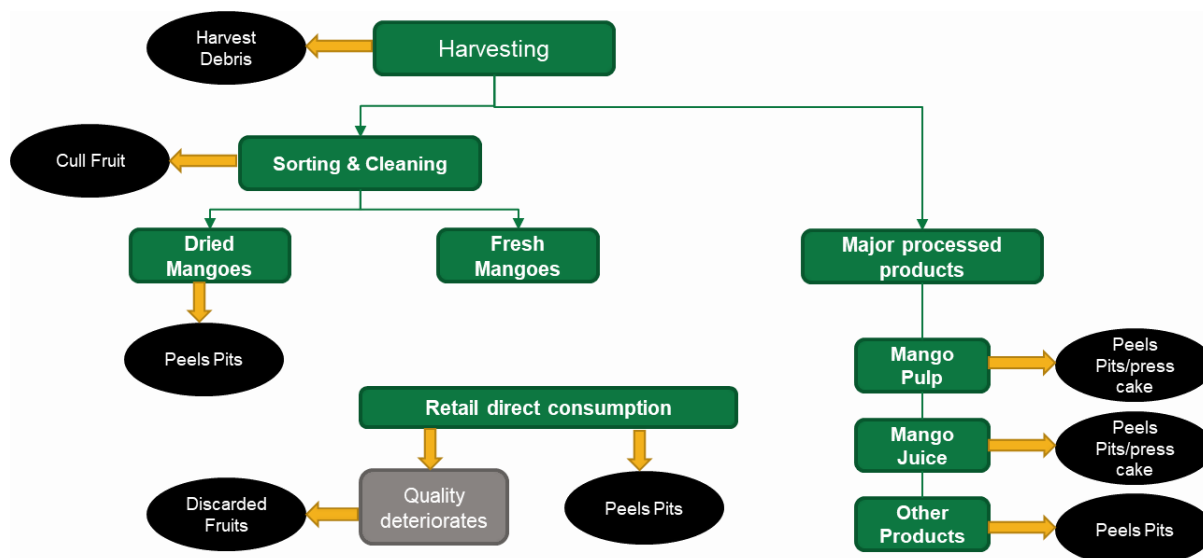 Harvest
Debris
Harvesting
Cull Fruit
Sorting & Cleaning
Dried
Mangoes
Fresh
Mangoes
Major processed
products
Peels Pits
Mango
Pulp
Peels
Pits/press
cake
Retail direct consumption
Mango
Juice
Peels
Pits/press
cake
Discarded
Fruits
Quality
deteriorates
Peels Pits
Other
Products
Peels Pits